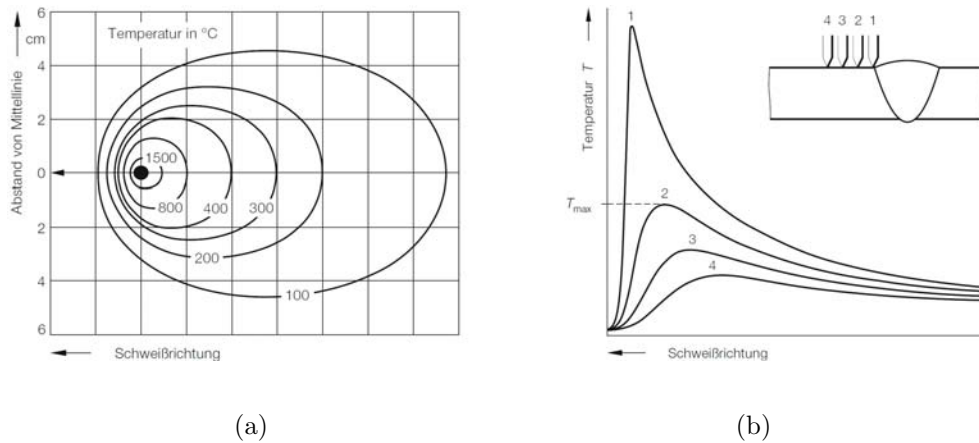 6
cm
4
2
0
2
4
6
Abstand von Mittellinie
Temperatur in °C
1500
800
400
300
200
100
Schweißrichtung
(a)
Temperatur T
Tmax
1
2
3
4
4 3 2 1
Schweißrichtung
(b)